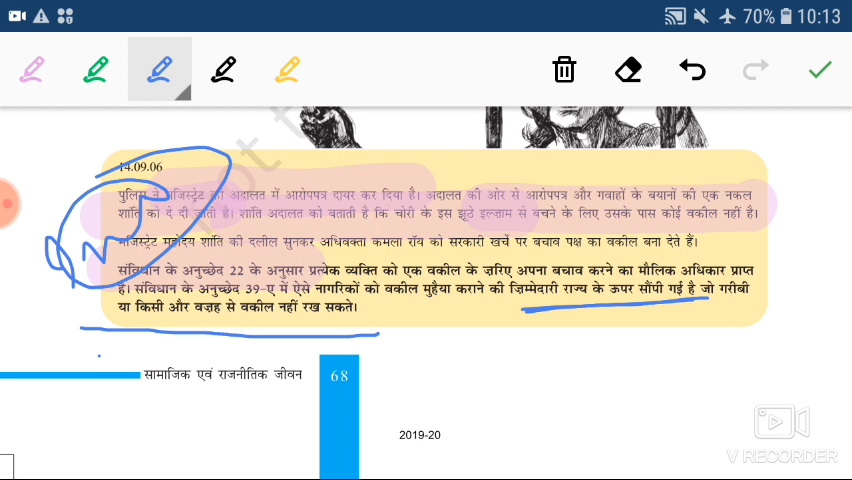 70% 10:13
14.09.06
पुलिस ने मजिस्ट्रेट की अदालत में आरोपपत्र दायर कर दिया है। अदालत की ओर से आरोपपत्र और गवाहों के बयानों की एक नकल
शांति को दे दी जाती है। शांति अदालत को बताती है कि चोरी के इस झूठे इल्ज़ाम से बचने के लिए उसके पास कोई वकील नहीं है।
मजिस्ट्रेट महोदय शांति की दलील सुनकर अधिवक्ता कमला रॉय को सरकारी खर्चे पर बचाव पक्ष का वकील बना देते हैं।
संविधान के अनुच्छेद 22 के अनुसार प्रत्येक व्यक्ति को एक वकील के ज़रिए अपना बचाव करने का मौलिक अधिकार प्राप्त
है। संविधान के अनुच्छेद 39-ए में ऐसे नागरिकों को वकील मुहैया कराने की ज़िम्मेदारी राज्य के ऊपर सौंपी गई है जो गरीबी
या किसी और वज़ह से वकील नहीं रख सकते।
सामाजिक एवं राजनीतिक जीवन 68
2019-20
V RECORDER